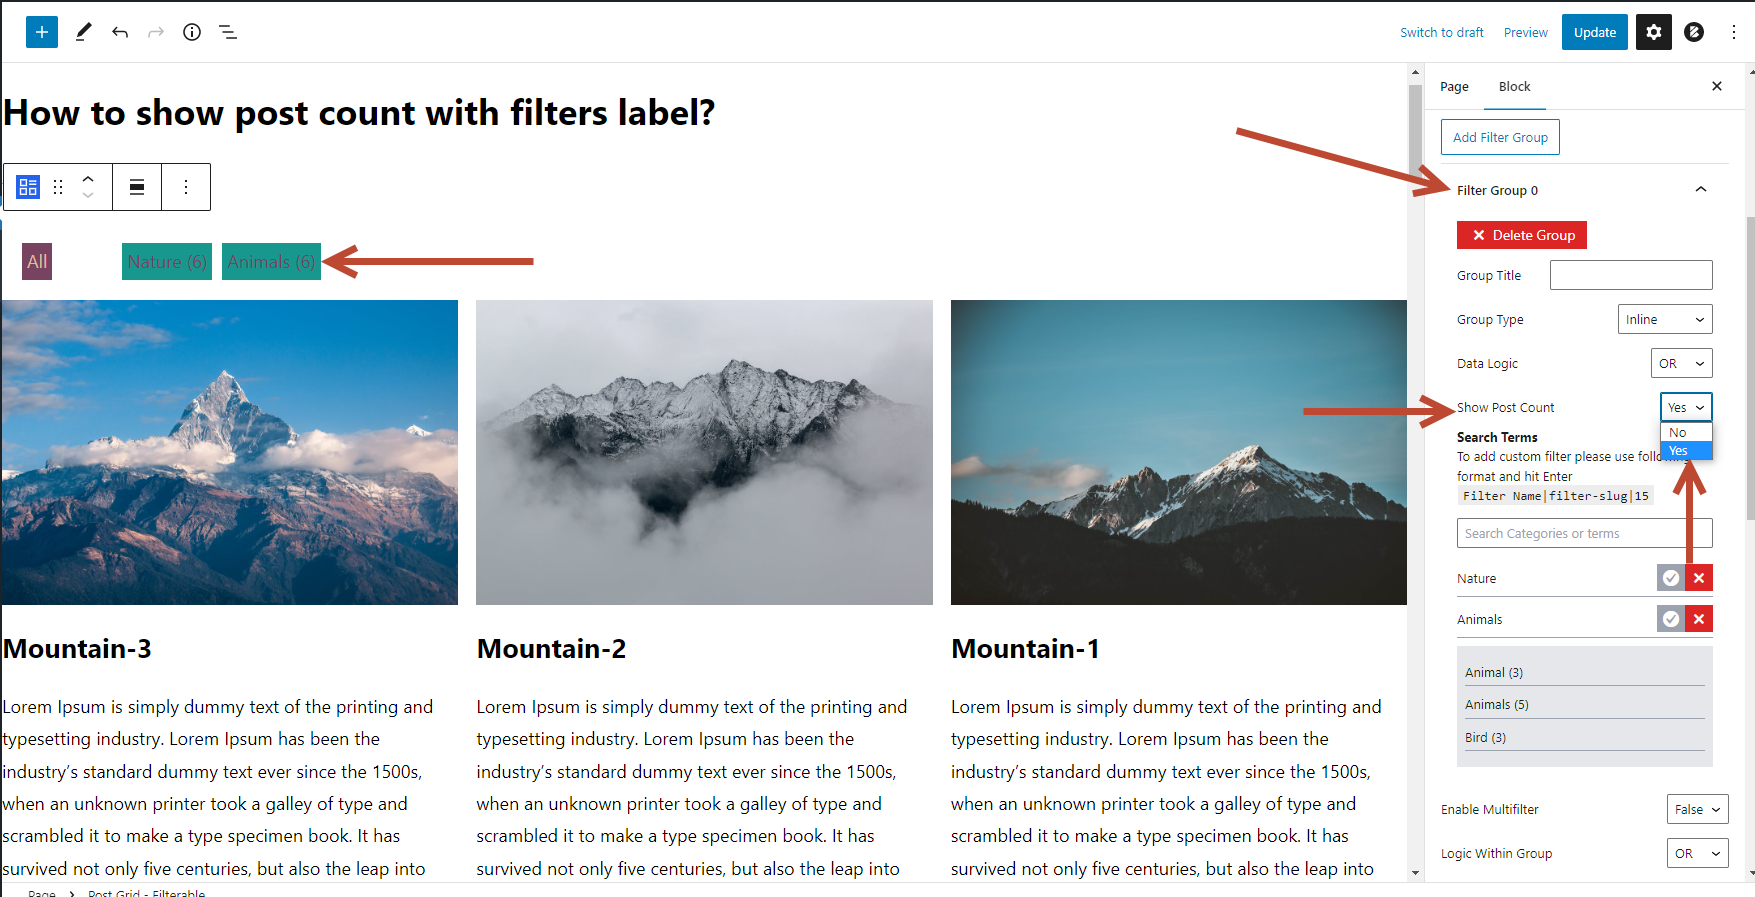 Switch to draft
Preview
Update
How to show post count with filters label?
All
Nature (6)
Animals (6)
Mountain-3
Lorem Ipsum is simply dummy text of the printing and
typesetting industry. Lorem Ipsum has been the
industry’s standard dummy text ever since the 1500s,
when an unknown printer took a galley of type and
scrambled it to make a type specimen book. It has
survived not only five centuries, but also the leap into
Mountain-2
Lorem Ipsum is simply dummy text of the printing and
typesetting industry. Lorem Ipsum has been the
industry’s standard dummy text ever since the 1500s,
when an unknown printer took a galley of type and
scrambled it to make a type specimen book. It has
survived not only five centuries, but also the leap into
Mountain-1
Lorem Ipsum is simply dummy text of the printing and
typesetting industry. Lorem Ipsum has been the
industry’s standard dummy text ever since the 1500s,
when an unknown printer took a galley of type and
scrambled it to make a type specimen book. It has
survived not only five centuries, but also the leap into
Page
Block
Add Filter Group
Filter Group 0
Delete Group
Group Title
Group Type
Inline
Data Logic
OR
Show Post Count
Yes
No
Yes
Search Terms
To add custom filter please use
format and hit Enter
Filter Name|filter-slug|15
Search Categories or terms
Nature
Animals
Animal (3)
Animals (5)
Bird (3)
Enable Multifilter
False
Logic Within Group
OR
Page
Post Grid - Filterable